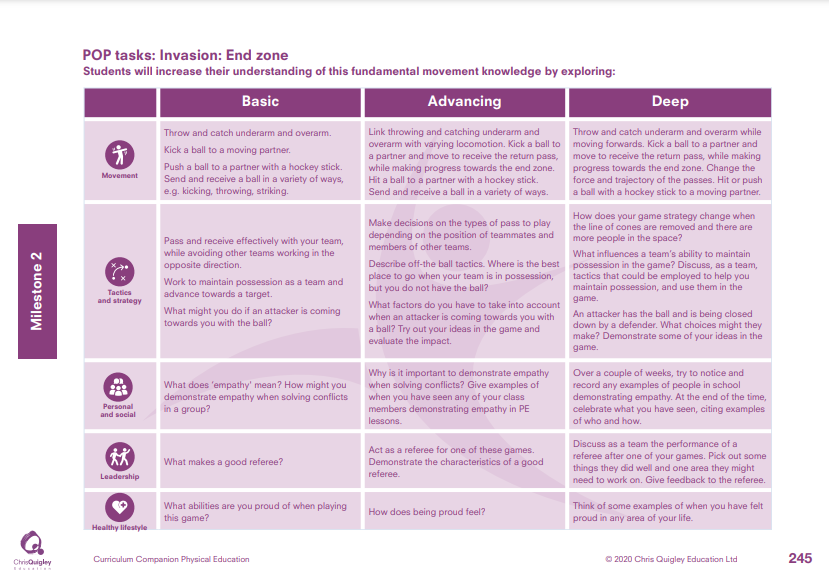 POP tasks: Invasion: End zone
Students will increase their understanding of this fundamental movement knowledge by exploring:
Basic
Advancing
Deep
Movement
Throw and catch underarm and overarm.
Kick a ball to a moving partner.
Push a ball to a partner with a hockey stick.
Send and receive a ball in a variety of ways,
e.g. kicking, throwing, striking.
Link throwing and catching underarm and
overarm with varying locomotion. Kick a ball to
a partner and move to receive the return pass,
while making progress towards the end zone.
Hit a ball to a partner with a hockey stick.
Send and receive a ball in a variety of ways.
Throw and catch underarm and overarm while
moving forwards. Kick a ball to a partner and
move to receive the return pass, while making
progress towards the end zone. Change the
force and trajectory of the passes. Hit or push
a ball with a hockey stick to a moving partner.
Milestone 2
Tactics
and strategy
Pass and receive effectively with your team,
while avoiding other teams working in the
opposite direction.
Work to maintain possession as a team and
advance towards a target.
What might you do if an attacker is coming
towards you with the ball?
Make decisions on the types of pass to play
depending on the position of teammates and
members of other teams.
Describe off-the ball tactics. Where is the best
place to go when your team is in possession,
but you do not have the ball?
What factors do you have to take into account
when an attacker is coming towards you with
a ball? Try out your ideas in the game and
evaluate the impact.
How does your game strategy change when
the line of cones are removed and there are
more people in the space?
What influences a team's ability to maintain
possession in the game? Discuss, as a team,
tactics that could be employed to help you
maintain possession, and use them in the
game.
An attacker has the ball and is being closed
down by a defender. What choices might they
make? Demonstrate some of your ideas in the
game.
Personal
and social
What does 'empathy' mean? How might you
demonstrate empathy when solving conflicts
in a group?
Why is it important to demonstrate empathy
when solving conflicts? Give examples of
when you have seen any of your class
members demonstrating empathy in PE
lessons.
Over a couple of weeks, try to notice and
record any examples of people in school
demonstrating empathy. At the end of the time,
celebrate what you have seen, citing examples
of who and how.
Leadership
What makes a good referee?
Act as a referee for one of these games.
Demonstrate the characteristics of a good
referee.
Discuss as a team the performance of a
referee after one of your games. Pick out some
things they did well and one area they might
need to work on. Give feedback to the referee.
Healthy lifestyle
What abilities are you proud of when playing
this game?
How does being proud feel?
Think of some examples of when you have felt
proud in any area of your life.
ChrisQuigley
Education
Curriculum Companion Physical Education
© 2020 Chris Quigley Education Ltd
245